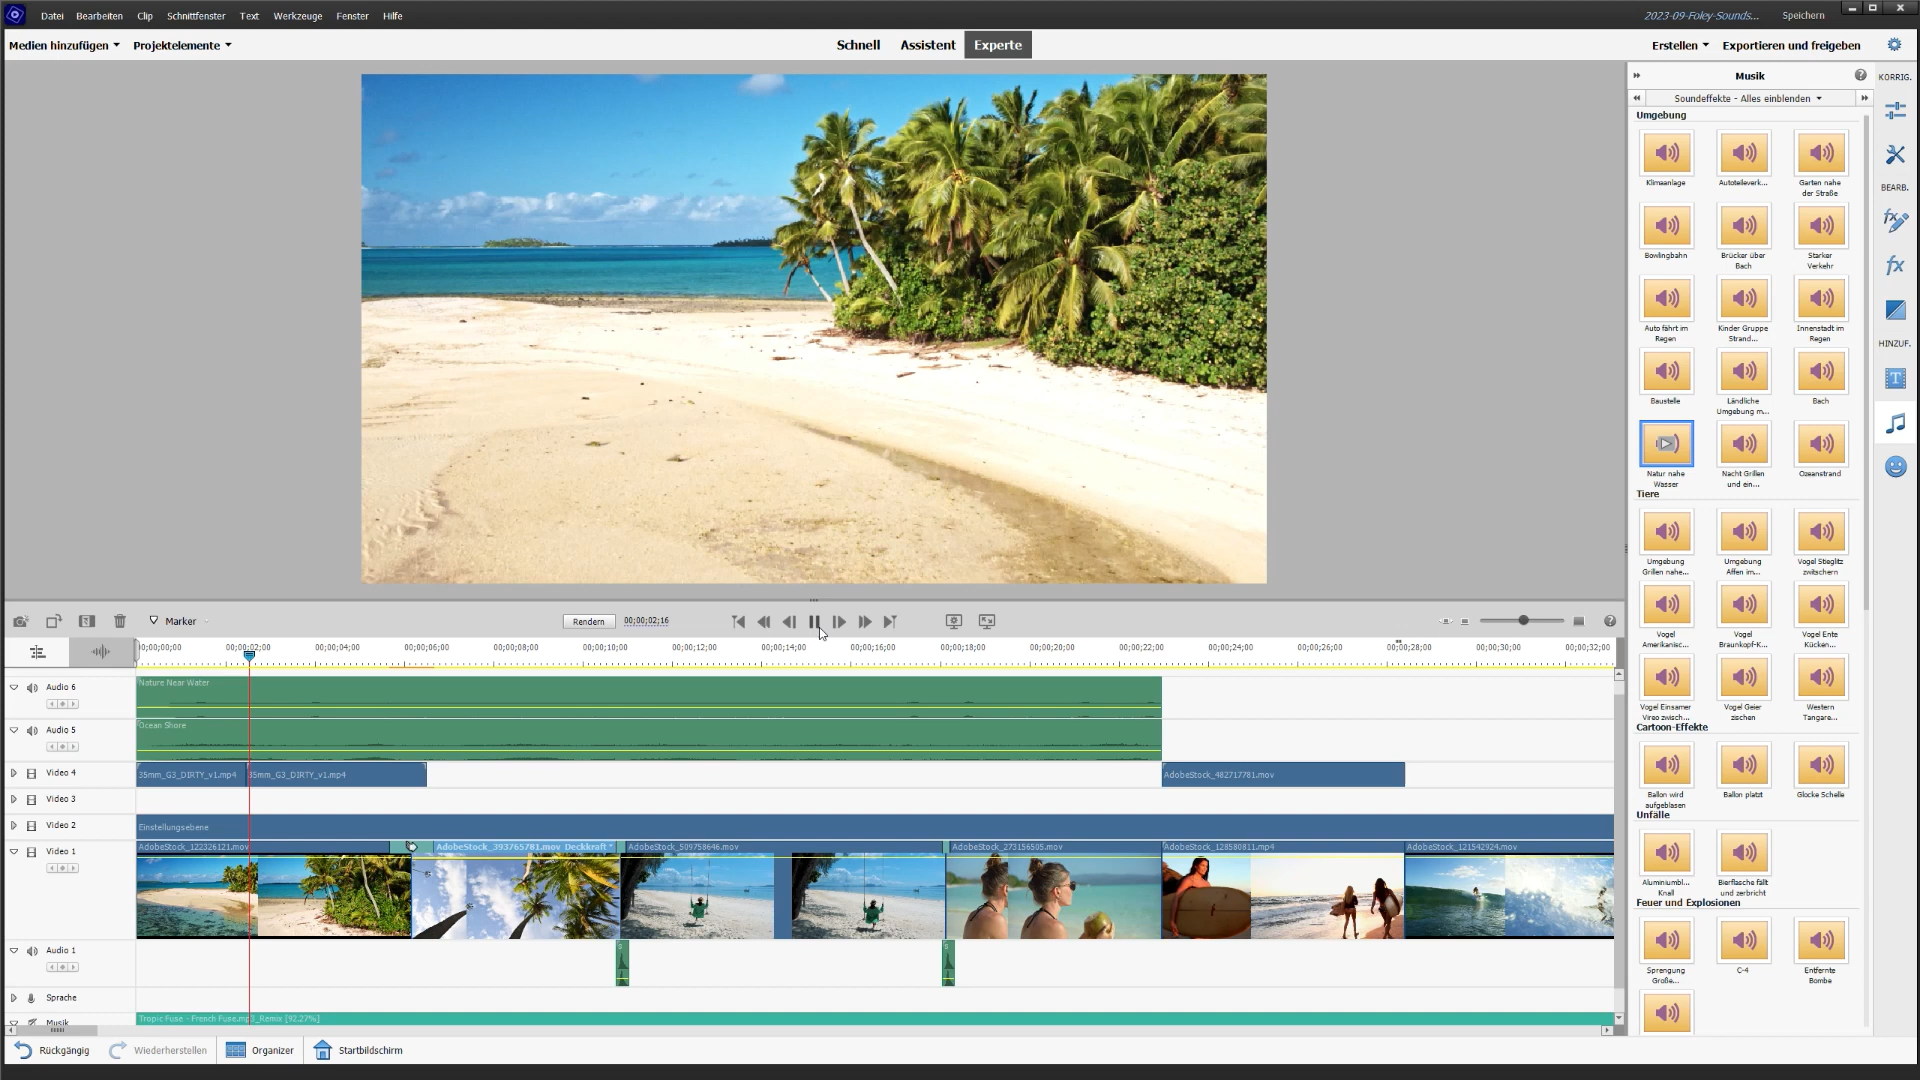 Datei Bearbeiten Clip Schnittfenster Text Werkzeuge Fenster Hilfe
2023-09-Foley-Sounds... Speichern
Medien hinzufügen Projektelemente
Schnell Assistent Experte
Erstellen Exportieren und freigeben
Musik
KORRIG.
Soundeffekte - Alles einblenden
Umgebung
Klimaanlage Autoteileverk... Garten nahe der Straße
BEARB.
Bowlingbahn Brücker über Bach Starker Verkehr
Auto fährt im Regen Kinder Gruppe Strand... Innenstadt im Regen
HINZUF.
Baustelle Ländliche Umgebung m... Bach
Natur nahe Wasser Nacht Grillen und ein... Ozeanstrand
Tiere
Umgebung Grillen nahe... Umgebung Affen im... Vogel Stieglitz zwitschern
Vogel Amerikanisc... Vogel Braunkopf-K... Vogel Ente Kücken...
Vogel Einsamer Vireo zwisch... Vogel Geier zischen Western Tangare...
Cartoon-Effekte
Ballon wird aufgeblasen Ballon platzt Glocke Schelle
Unfälle
Aluminiumbl... Knall Bierflasche fällt und zerbricht
Feuer und Explosionen
Sprengung Große... C-4 Entfernte Bombe
Marker
Rendern 00;00;02;16
00;00;00;00 00;00;02;00 00;00;04;00 00;00;06;00 00;00;08;00 00;00;10;00 00;00;12;00 00;00;14;00 00;00;16;00 00;00;18;00 00;00;20;00 00;00;22;00 00;00;24;00 00;00;26;00 00;00;28;00 00;00;30;00 00;00;32;00
Audio 6 Nature Near Water
Audio 5 Ocean Shore
Video 4 35mm_G3_DIRTY_v1.mp4 35mm_G3_DIRTY_v1.mp4 AdobeStock_482717781.mov
Video 3
Video 2 Einstellungsebene
Video 1 AdobeStock_122326121.mov AdobeStock_393765781.mov Deckkraft AdobeStock_509758646.mov AdobeStock_273156505.mov AdobeStock_128580811.mp4 AdobeStock_121542924.mov
Audio 1
Sprache
Musik Tropic Fuse - French Fuse.mp3_Remix [92.27%]
Rückgängig Wiederherstellen Organizer Startbildschirm